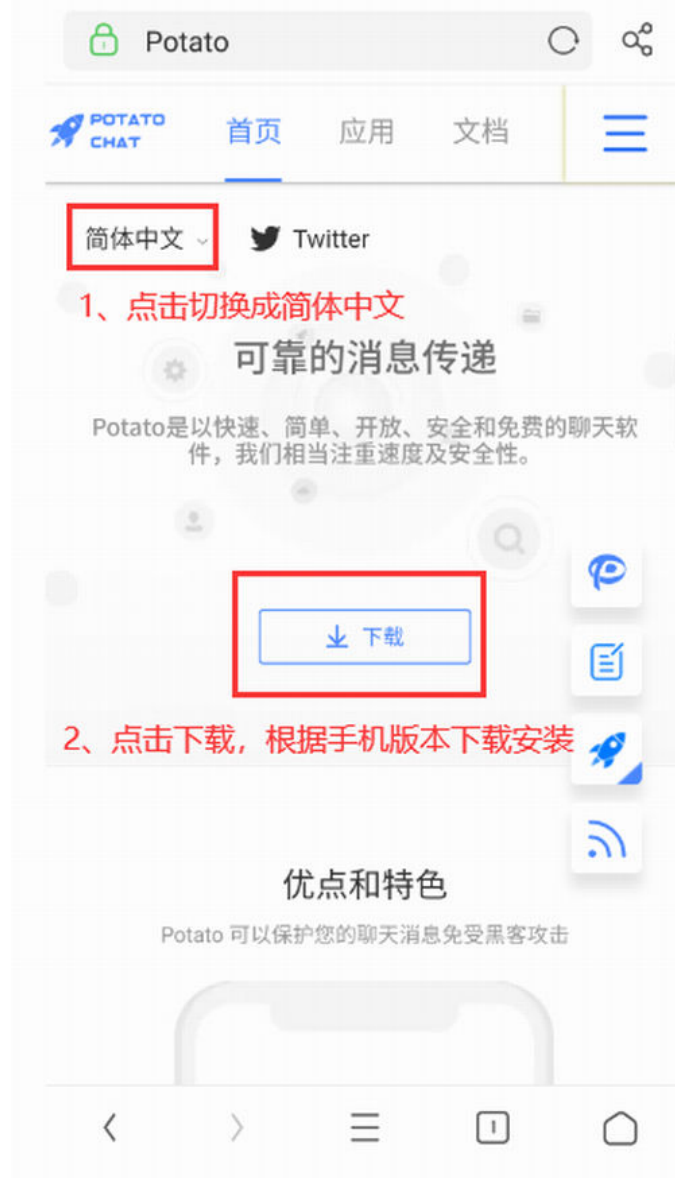 Potato
POTATO
CHAT
首页
应用
文档
简体中文
Twitter
1、点击切换成简体中文
可靠的消息传递
Potato是以快速、简单、开放、安全和免费的聊天软
件，我们相当注重速度及安全性。
下载
2、点击下载，根据手机版本下载安装
优点和特色
Potato 可以保护您的聊天消息免受黑客攻击
1